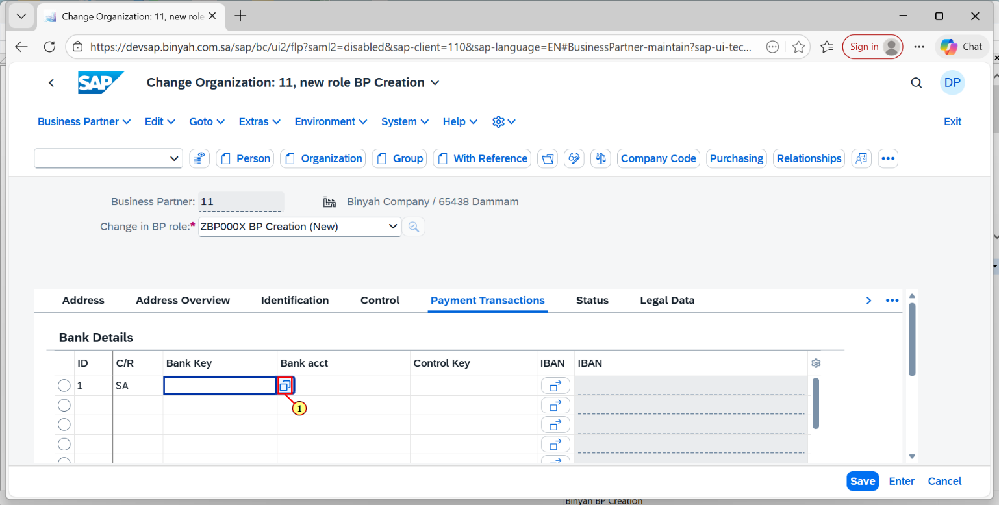 Change Organization: 11, new role
https://devsap.binyah.com.sa/sap/bc/ui2/flp?saml2=disabled&sap-client=110&sap-language=EN#BusinessPartner-maintain?sap-ui-tec...
Sign in
Chat
SAP
Change Organization: 11, new role BP Creation
DP
Business Partner Edit Goto Extras Environment System Help
Exit
Person Organization Group With Reference Company Code Purchasing Relationships
Business Partner: 11 Binyah Company / 65438 Dammam
Change in BP role:* ZBP000X BP Creation (New)
Address Address Overview Identification Control Payment Transactions Status Legal Data
Bank Details
ID C/R Bank Key Bank acct Control Key IBAN IBAN
1 SA
1
Save Enter Cancel
Binyah BP Creation